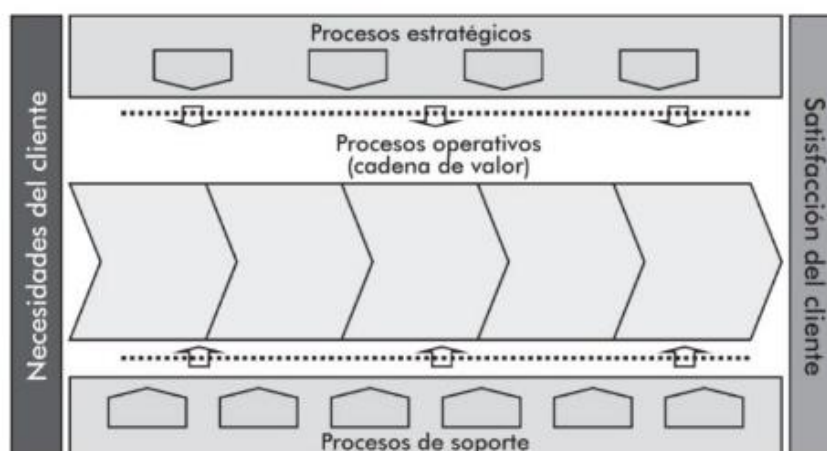 Necesidades del cliente
Procesos estratégicos
Procesos operativos
(cadena de valor)
Procesos de soporte
Satisfacción del cliente